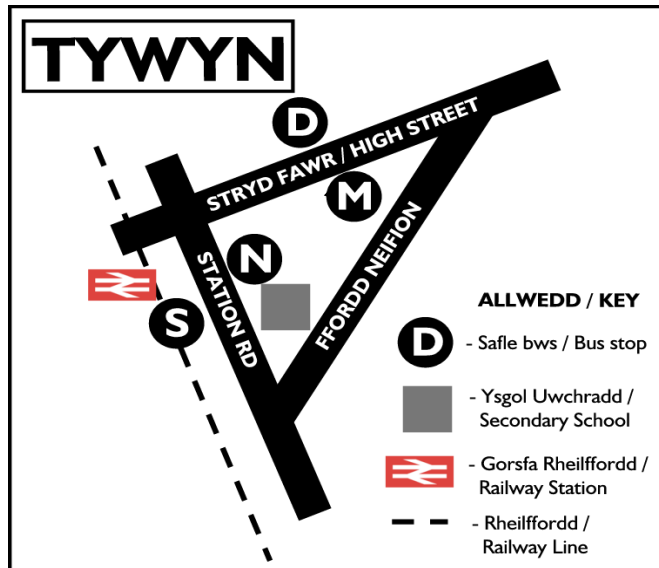 TYWYN
D
STRYD FAWR / HIGH STREET
M
N
STATION RD
FFORDD NEIFION
S
ALLWEDD / KEY
D - Safle bws / Bus stop
- Ysgol Uwchradd /
Secondary School
- Gorsfa Rheilffordd /
Railway Station
- Rheilffordd /
Railway Line